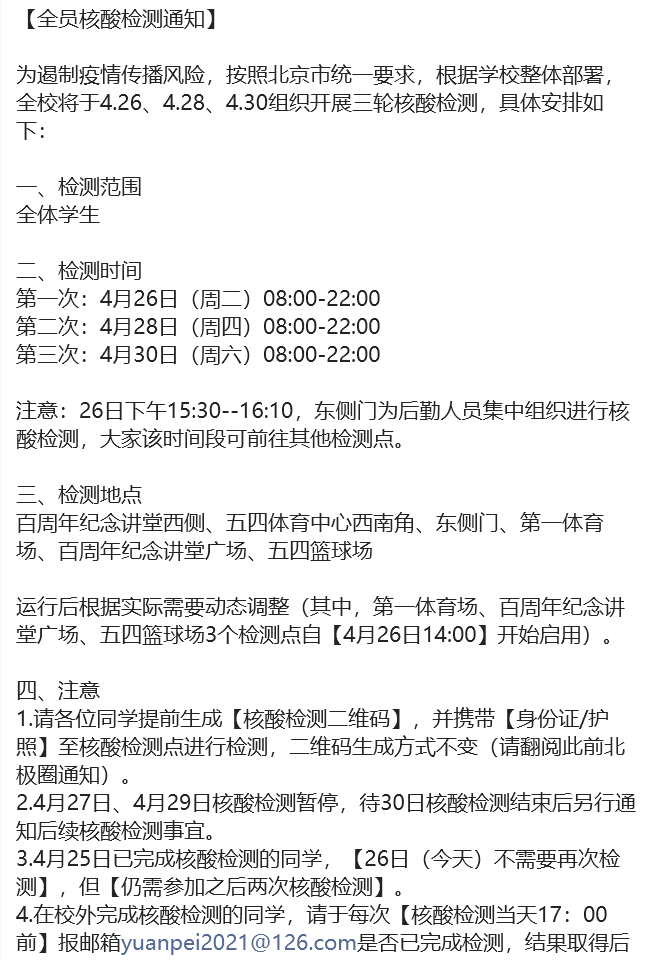 【全员核酸检测通知】
为遏制疫情传播风险，按照北京市统一要求，根据学校整体部署，
全校将于4.26、4.28、4.30组织开展三轮核酸检测，具体安排如
下：
一、检测范围
全体学生
二、检测时间
第一次：4月26日（周二）08:00-22:00
第二次：4月28日（周四）08:00-22:00
第三次：4月30日（周六）08:00-22:00
注意：26日下午15:30--16:10，东侧门为后勤人员集中组织进行核
酸检测，大家该时间段可前往其他检测点。
三、检测地点
百周年纪念讲堂西侧、五四体育中心西南角、东侧门、第一体育
场、百周年纪念讲堂广场、五四篮球场
运行后根据实际需要动态调整（其中，第一体育场、百周年纪念讲
堂广场、五四篮球场3个检测点自【4月26日14:00】开始启用）。
四、注意
1.请各位同学提前生成【核酸检测二维码】，并携带【身份证/护
照】至核酸检测点进行检测，二维码生成方式不变（请翻阅此前北
极圈通知）。
2.4月27日、4月29日核酸检测暂停，待30日核酸检测结束后另行通
知后续核酸检测事宜。
3.4月25日已完成核酸检测的同学，【26日（今天）不需要再次检
测】，但【仍需参加之后两次核酸检测】。
4.在校外完成核酸检测的同学，请于每次【核酸检测当天17：00
前】报邮箱yuanpei2021@126.com是否已完成检测，结果取得后